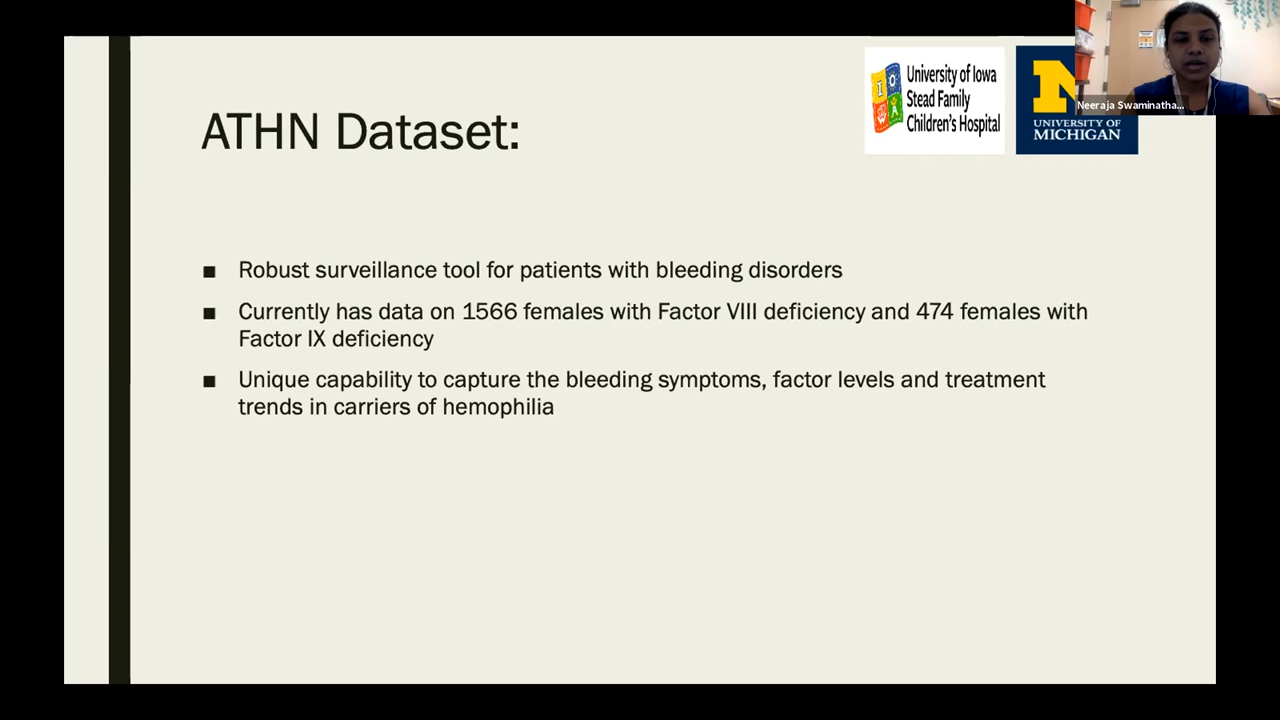 ATHN Dataset:
University of Iowa
Stead Family
Children's Hospital
UNIVERSITY OF
MICHIGAN
Neeraja Swaminatha...
■ Robust surveillance tool for patients with bleeding disorders
■ Currently has data on 1566 females with Factor VIII deficiency and 474 females with
Factor IX deficiency
■ Unique capability to capture the bleeding symptoms, factor levels and treatment
trends in carriers of hemophilia